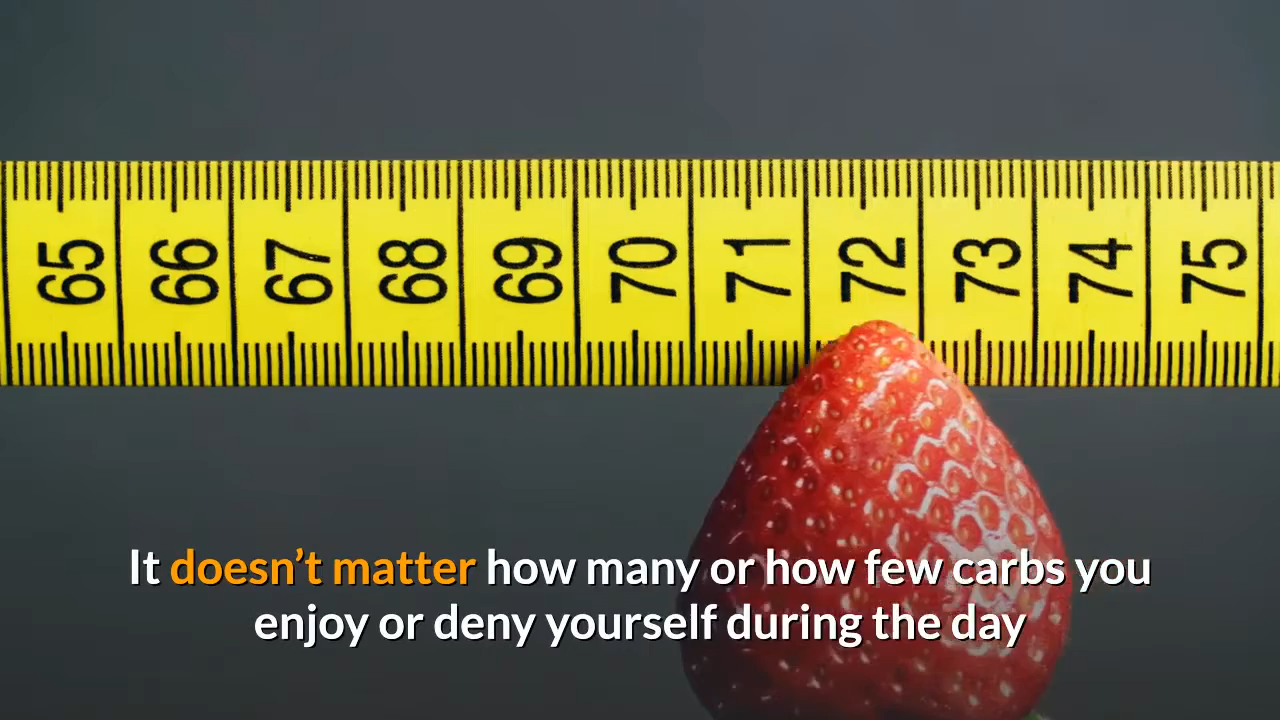 65 66 67 68 69 70 71 72 73 74 75
It doesn’t matter how many or how few carbs you
enjoy or deny yourself during the day